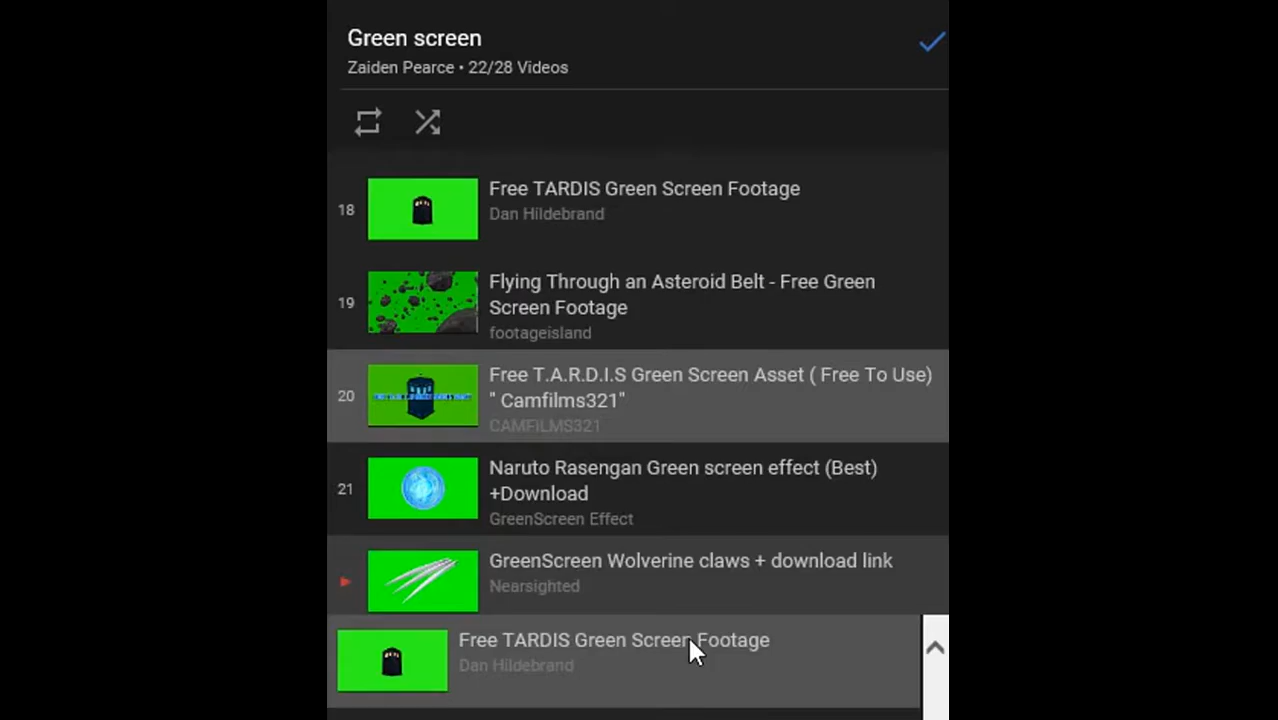 Green screen
Zaiden Pearce • 22/28 Videos
18
Free TARDIS Green Screen Footage
Dan Hildebrand
19
Flying Through an Asteroid Belt - Free Green
Screen Footage
footageisland
20
Free T.A.R.D.I.S Green Screen Asset ( Free To Use)
" Camfilms321"
CAMFILMS321
21
Naruto Rasengan Green screen effect (Best)
+Download
GreenScreen Effect
GreenScreen Wolverine claws + download link
Nearsighted
Free TARDIS Green Screen Footage
Dan Hildebrand